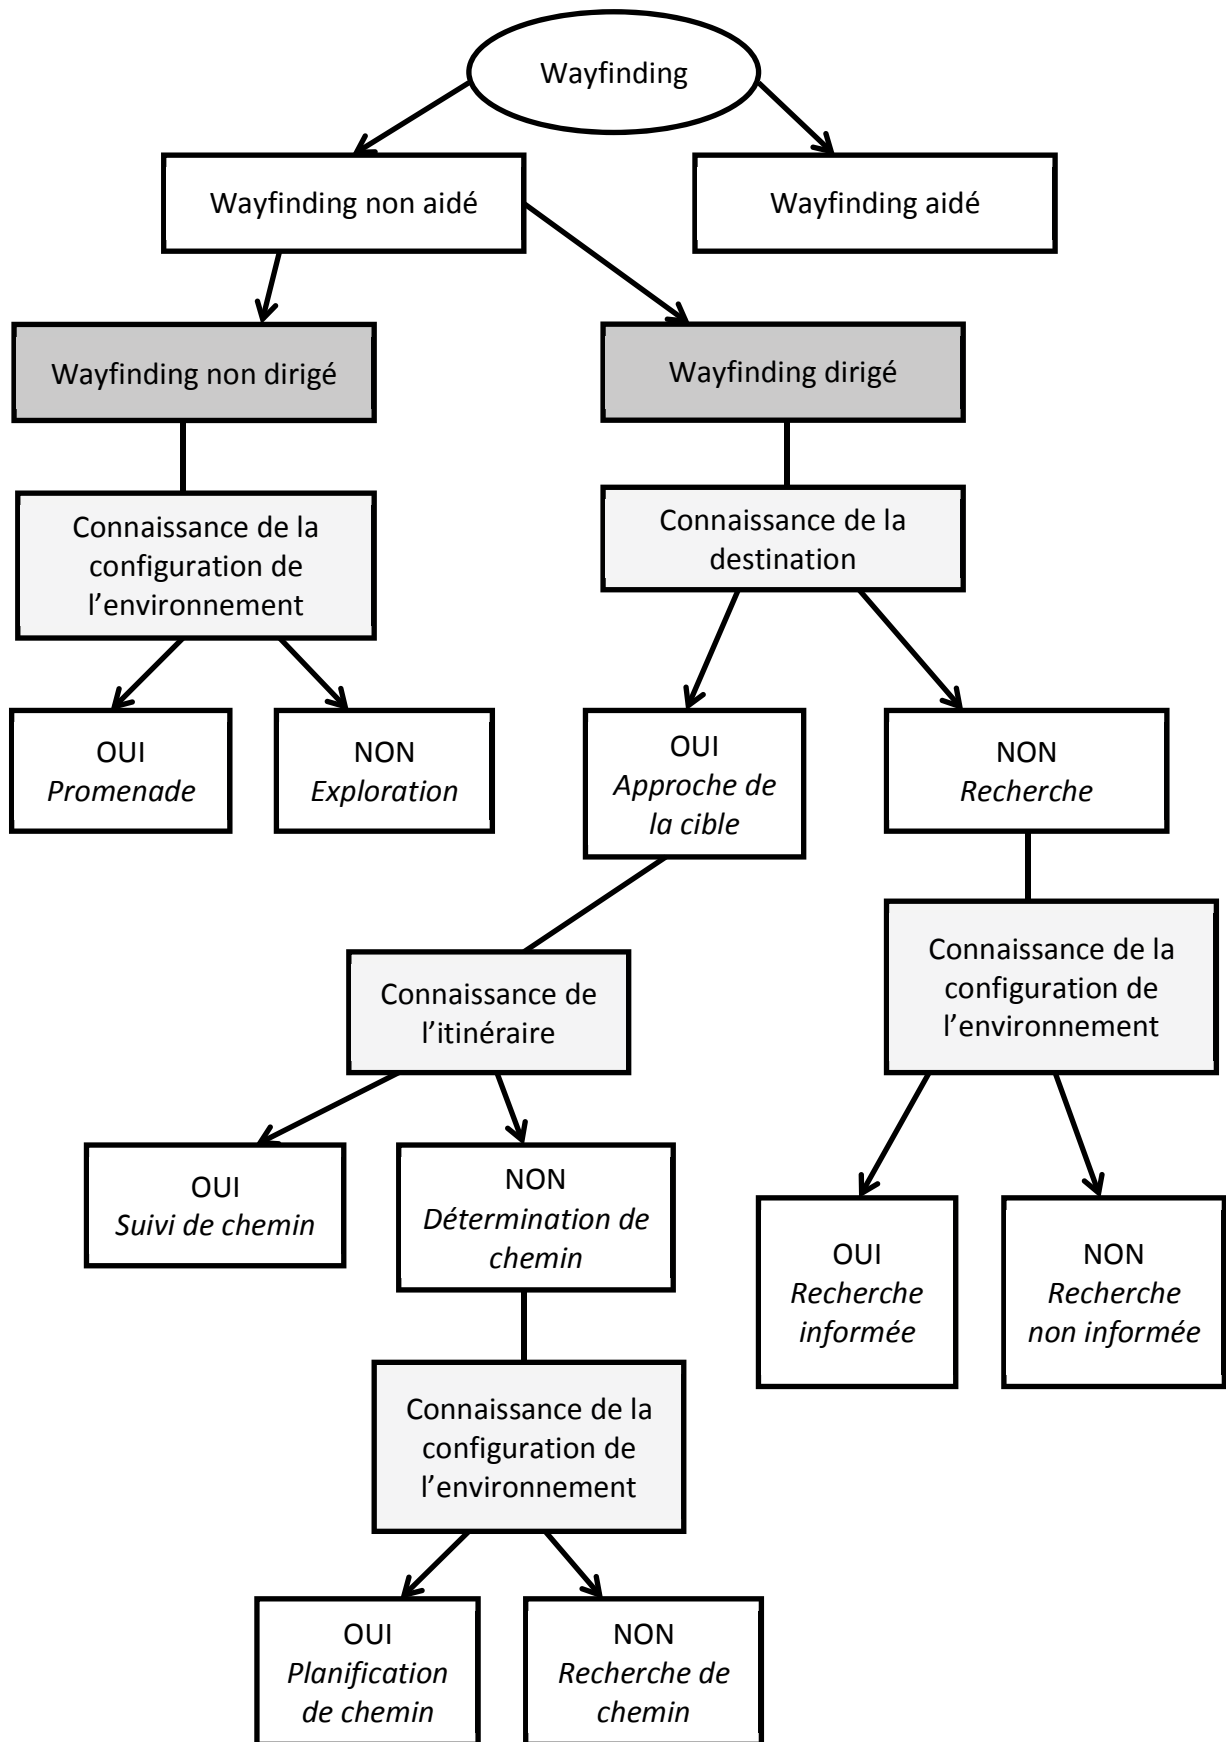 Wayfinding
Wayfinding non aidé
Wayfinding aidé
Wayfinding non dirigé
Wayfinding dirigé
Connaissance de la
configuration de
l’environnement
Connaissance de la
destination
OUI
Promenade
NON
Exploration
OUI
Approche de
la cible
NON
Recherche
Connaissance de
l’itinéraire
Connaissance de la
configuration de
l’environnement
OUI
Suivi de chemin
NON
Détermination de
chemin
OUI
Recherche
informée
NON
Recherche
non informée
Connaissance de la
configuration de
l’environnement
OUI
Planification
de chemin
NON
Recherche de
chemin